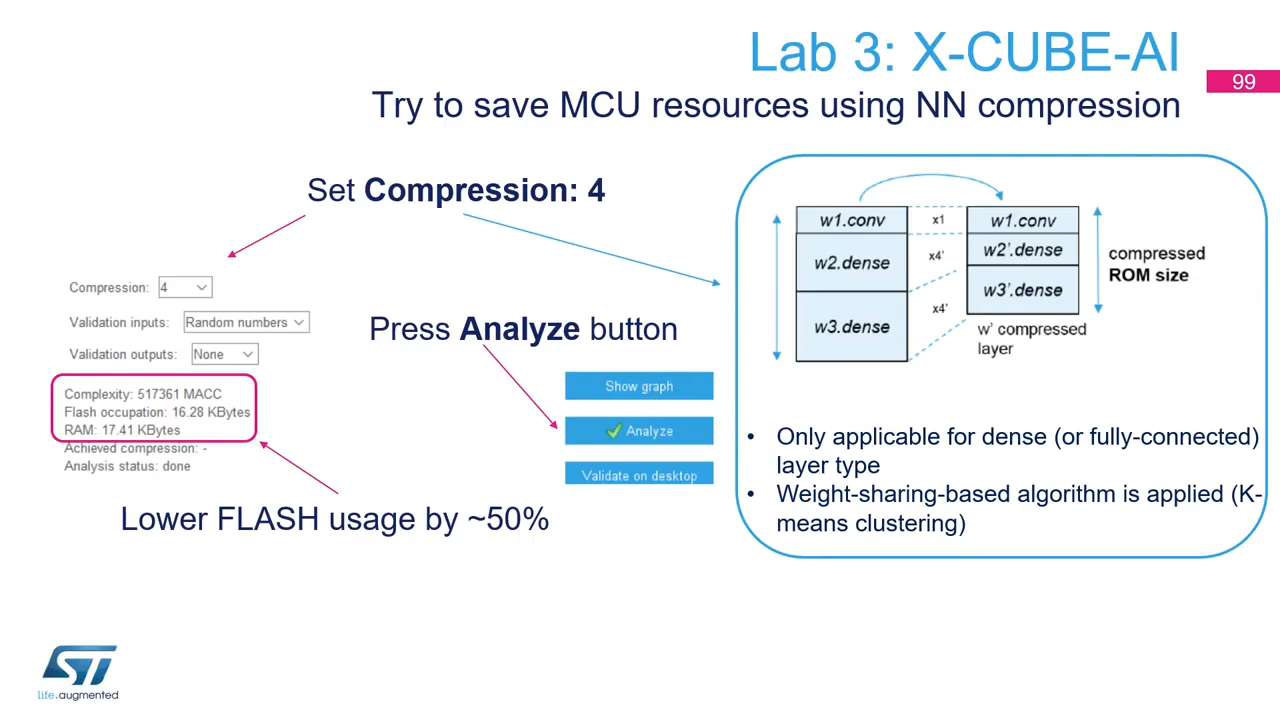 Lab 3: X-CUBE-AI
99
Try to save MCU resources using NN compression
Set Compression: 4
Compression: 4
Validation inputs: Random numbers
Validation outputs: None
Complexity: 517361 MACC
Flash occupation: 16.28 KBytes
RAM: 17.41 KBytes
Achieved compression: -
Analysis status: done
Lower FLASH usage by ~50%
Press Analyze button
Show graph
Analyze
Validate on desktop
w1.conv
x1
w1.conv
w2.dense
x4'
w2'.dense
w3.dense
x4'
w3'.dense
compressed
ROM size
w' compressed
layer
• Only applicable for dense (or fully-connected)
layer type
• Weight-sharing-based algorithm is applied (K-
means clustering)
ST
life.augmented